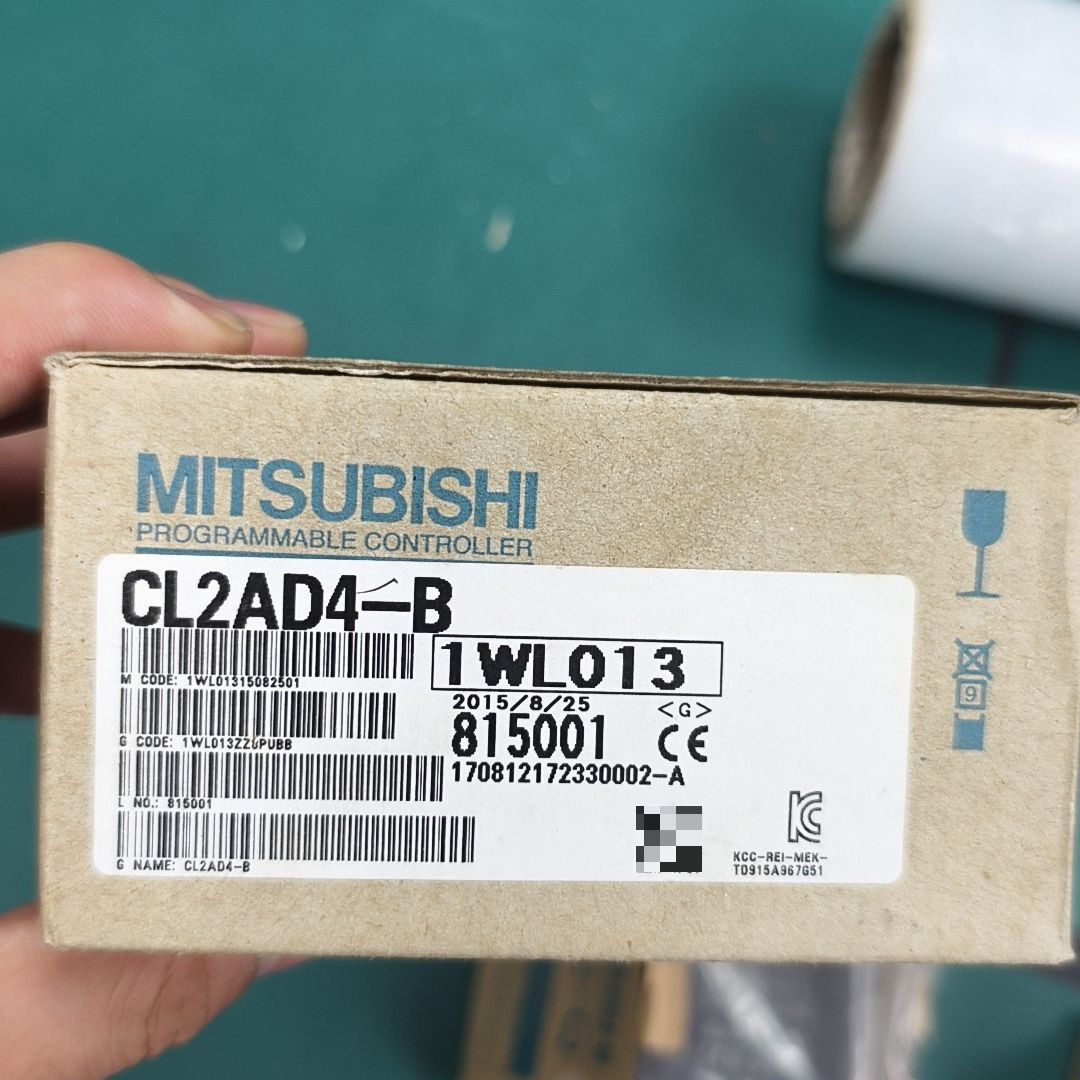 MITSUBISHI
PROGRAMMABLE CONTROLLER
CL2AD4-B
1WL013
M CODE: 1WL01315082501
2015/8/25 <G>
815001 CE
G CODE: 1WL013ZZ6PUBB
170812172330002-A
L NO.: 815001
9
KCC-REI-MEK-
TD915A967G51
G NAME: CL2AD4-B